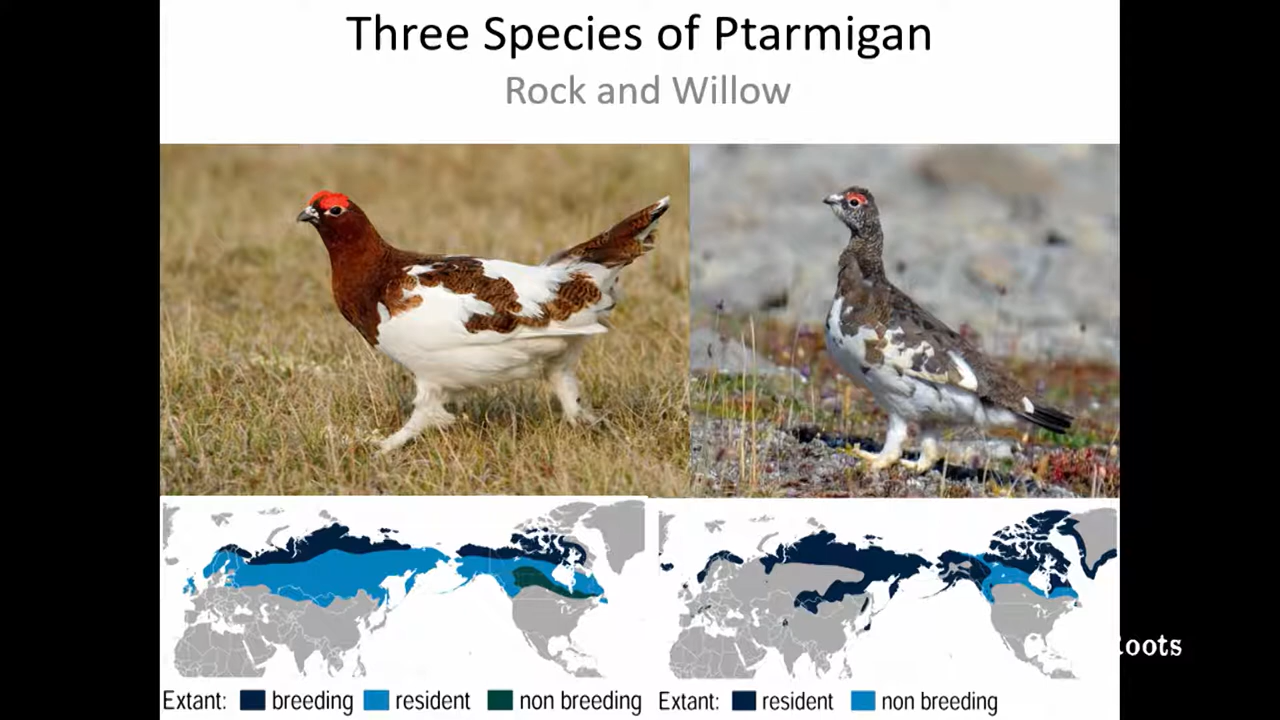 Three Species of Ptarmigan
Rock and Willow
Extant: breeding resident non breeding
Extant: resident non breeding